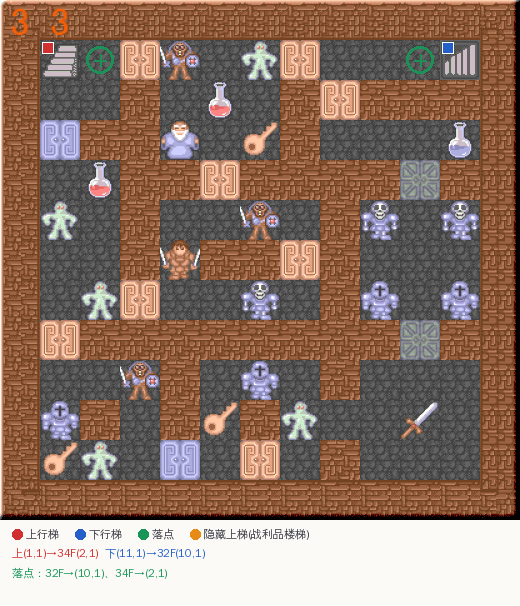 33
上行梯 下行梯 落点 隐藏上梯(战利品楼梯)
上(1,1)→34F(2,1) 下(11,1)→32F(10,1)
落点：32F→(10,1)， 34F→(2,1)